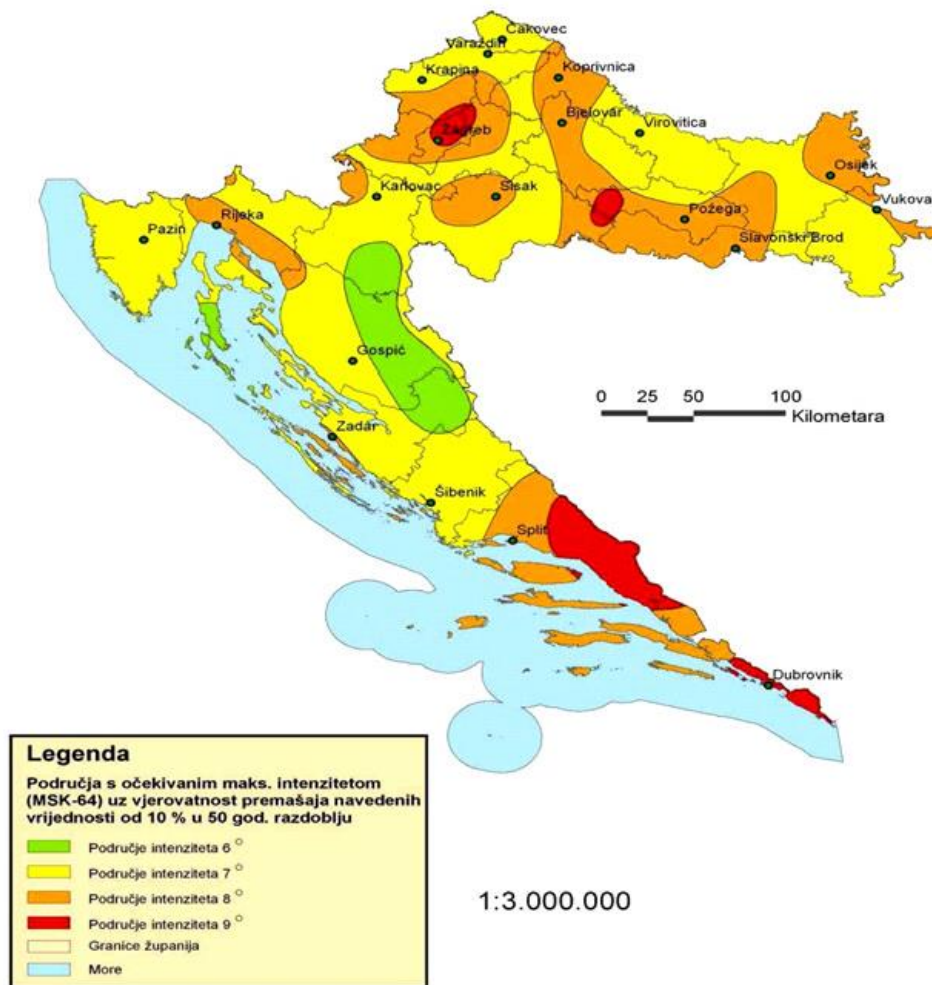 Čakovec
Varaždin
Krapina
Koprivnica
Bjelovar
Virovitica
Zagreb
Osijek
Karlovac
Sisak
Vukova
Požega
Rijeka
Pazin
Slavonski Brod
Gospić
0 25 50 100
Kilometara
Zadar
Šibenik
Split
Dubrovnik
Legenda
Područja s očekivanim maks. intenzitetom
(MSK-64) uz vjerovatnost premašaja navedenih
vrijednosti od 10 % u 50 god. razdoblju
Područje intenziteta 6 °
Područje intenziteta 7 °
Područje intenziteta 8 °
Područje intenziteta 9 °
Granice županija
More
1:3.000.000